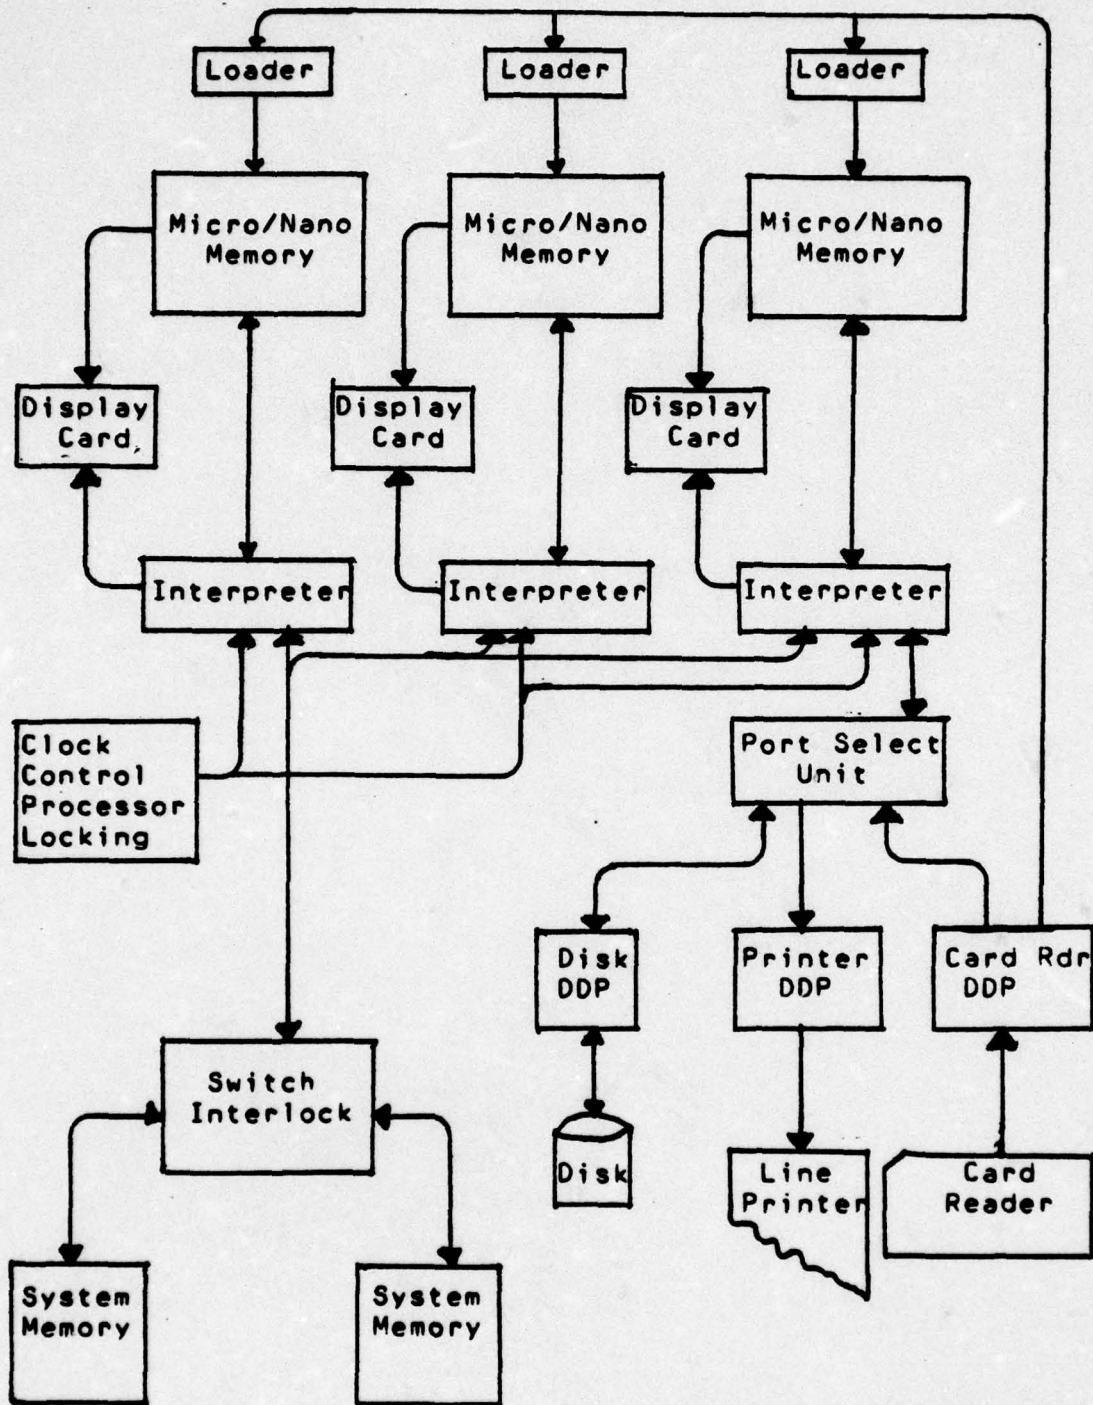 Loader
Loader
Loader
Micro/Nano
Memory
Micro/Nano
Memory
Micro/Nano
Memory
Display
Card
Display
Card
Display
Card
Interpreter
Interpreter
Interpreter
Clock
Control
Processor
Locking
Port Select
Unit
Disk
DDP
Printer
DDP
Card Rdr
DDP
Switch
Interlock
Disk
Line
Printer
Card
Reader
System
Memory
System
Memory